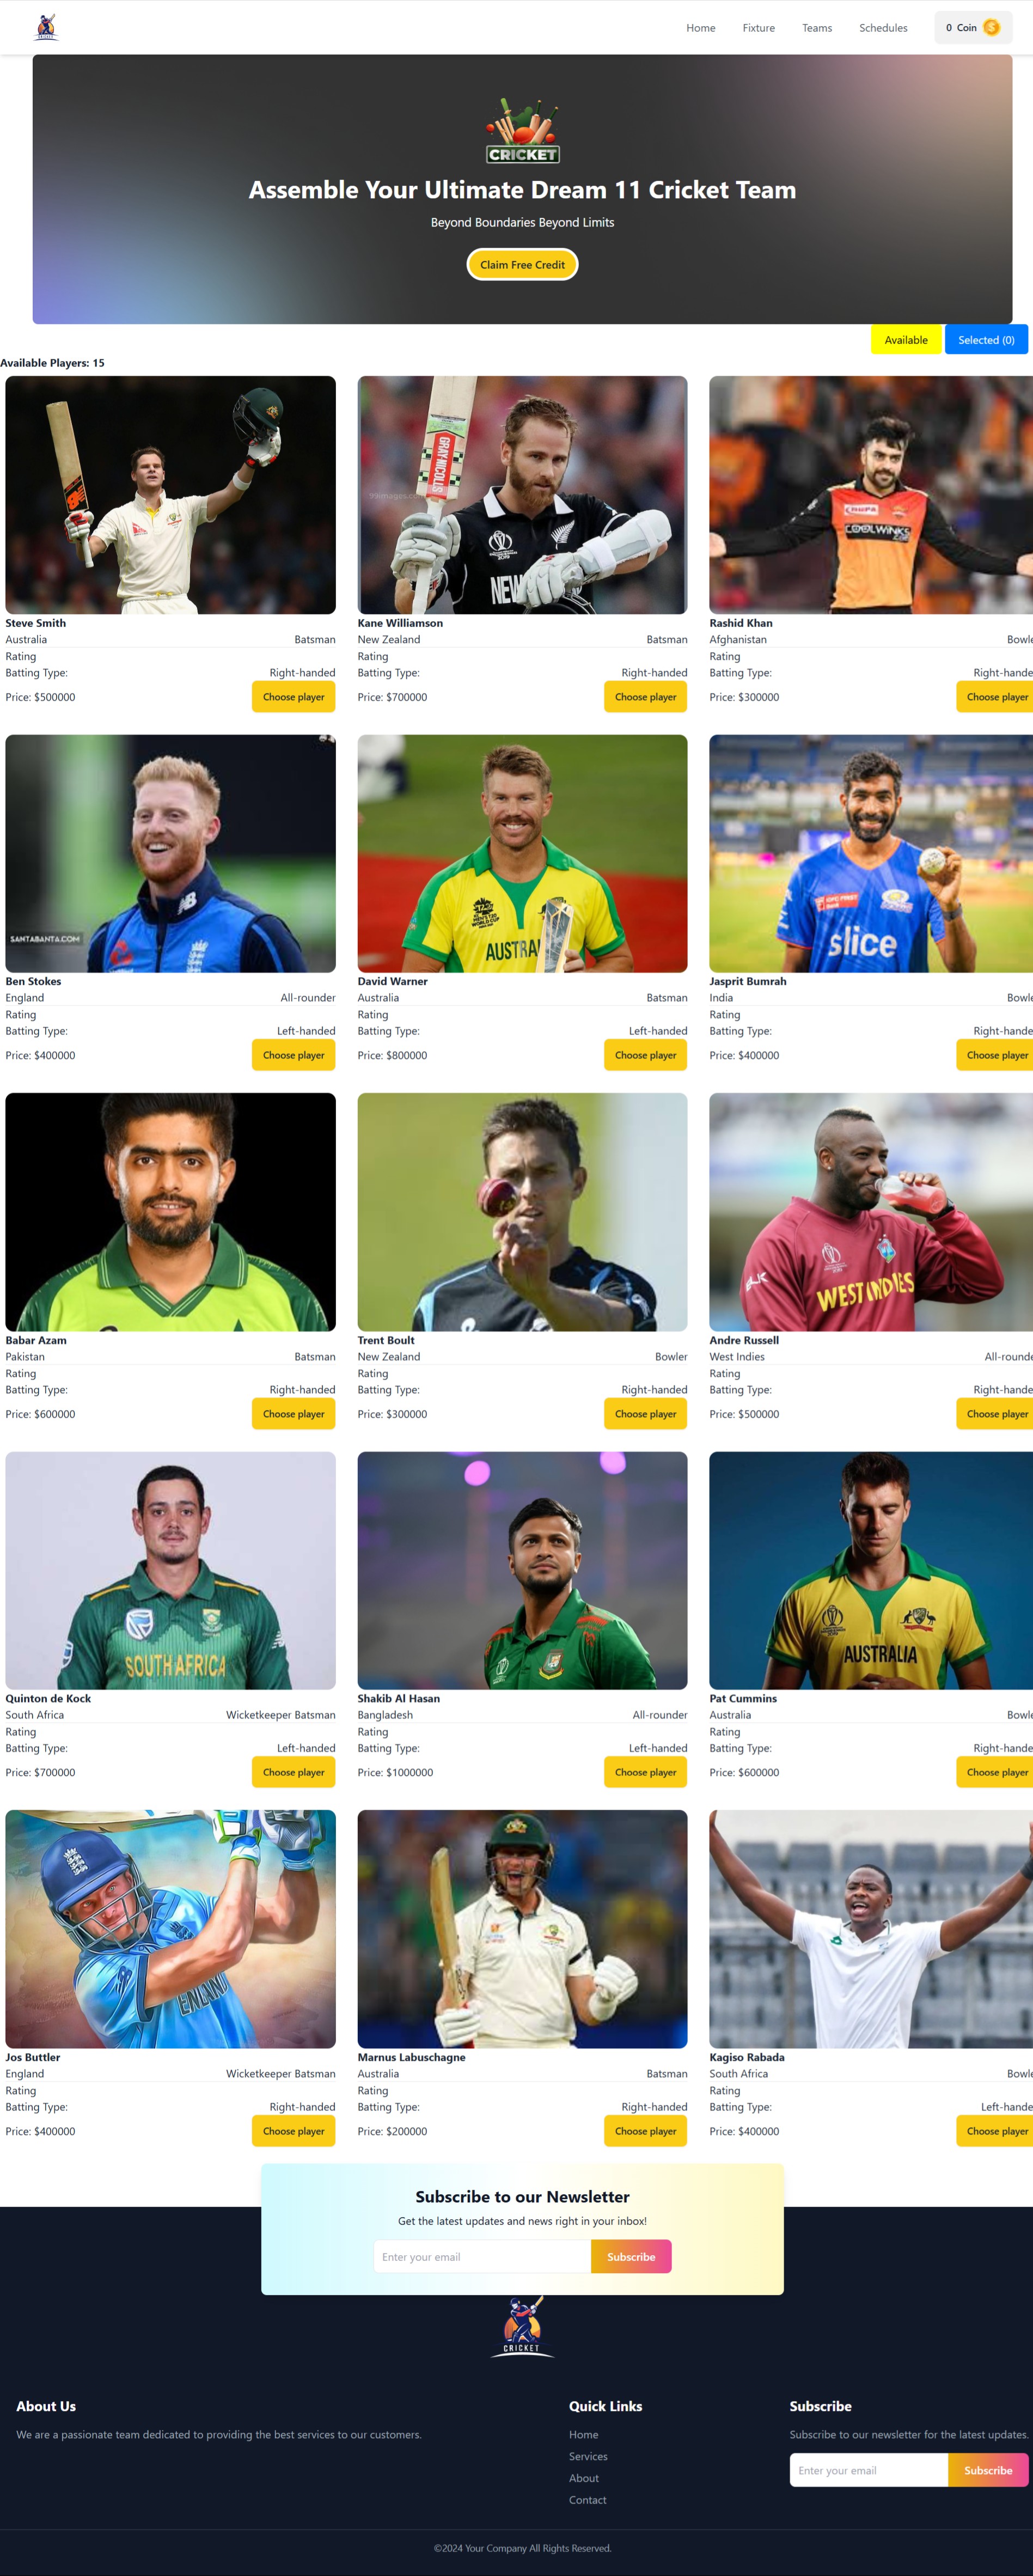 Home Fixture Teams Schedules 0 Coin
CRICKET
Assemble Your Ultimate Dream 11 Cricket Team
Beyond Boundaries Beyond Limits
Claim Free Credit
Available Selected (0)
Available Players: 15
GRAY-NICOLLS
NEW
COOLWINKS
Steve Smith Kane Williamson Rashid Khan
Australia Batsman New Zealand Batsman Afghanistan Bowle
Rating Rating Rating
Batting Type: Right-handed Batting Type: Right-handed Batting Type: Right-hande
Price: $500000 Choose player Price: $700000 Choose player Price: $300000 Choose player
SANTABANTA.COM
AUSTRAL
slice
Ben Stokes David Warner Jasprit Bumrah
England All-rounder Australia Batsman India Bowle
Rating Rating Rating
Batting Type: Left-handed Batting Type: Left-handed Batting Type: Right-hande
Price: $400000 Choose player Price: $800000 Choose player Price: $400000 Choose player
WEST INDIES
Babar Azam Trent Boult Andre Russell
Pakistan Batsman New Zealand Bowler West Indies All-rounde
Rating Rating Rating
Batting Type: Right-handed Batting Type: Right-handed Batting Type: Right-hande
Price: $600000 Choose player Price: $300000 Choose player Price: $500000 Choose player
SOUTH AFRICA
AUSTRALIA
Quinton de Kock Shakib Al Hasan Pat Cummins
South Africa Wicketkeeper Batsman Bangladesh All-rounder Australia Bowle
Rating Rating Rating
Batting Type: Left-handed Batting Type: Left-handed Batting Type: Right-hande
Price: $700000 Choose player Price: $1000000 Choose player Price: $600000 Choose player
Jos Buttler Marnus Labuschagne Kagiso Rabada
England Wicketkeeper Batsman Australia Batsman South Africa Bowle
Rating Rating Rating
Batting Type: Right-handed Batting Type: Right-handed Batting Type: Left-hande
Price: $400000 Choose player Price: $200000 Choose player Price: $400000 Choose player
Subscribe to our Newsletter
Get the latest updates and news right in your inbox!
Enter your email Subscribe
CRICKET
About Us Quick Links Subscribe
We are a passionate team dedicated to providing the best services to our customers. Home Subscribe to our newsletter for the latest updates.
Services Enter your email Subscribe
About
Contact
©2024 Your Company All Rights Reserved.